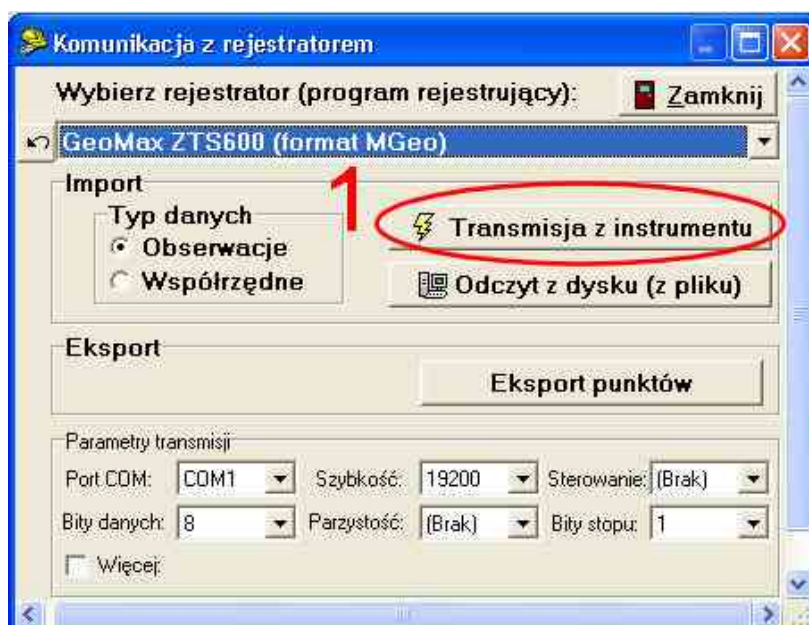 Komunikacja z rejestratorem
Wybierz rejestrator (program rejestrujący):
Zamknij
GeoMax ZTS600 (format MGeo)
Import
1
Typ danych
Transmisja z instrumentu
Obserwacje
Współrzędne
Odczyt z dysku (z pliku)
Eksport
Eksport punktów
Parametry transmisji
Port COM: COM1 Szybkość: 19200 Sterowanie: (Brak)
Bity danych: 8 Parzystość: (Brak) Bity stopu: 1
Więcej: